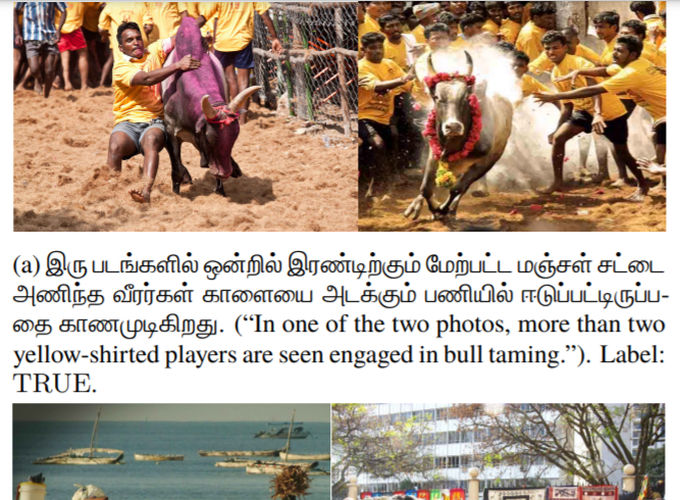 (a) இரு படங்களில் ஒன்றில் இரண்டிற்கும் மேற்பட்ட மஞ்சள் சட்டை
அணிந்த வீரர்கள் காளையை அடக்கும் பணியில் ஈடுப்பட்டிருப்ப-
தை காணமுடிகிறது. (“In one of the two photos, more than two
yellow-shirted players are seen engaged in bull taming.”). Label:
TRUE.